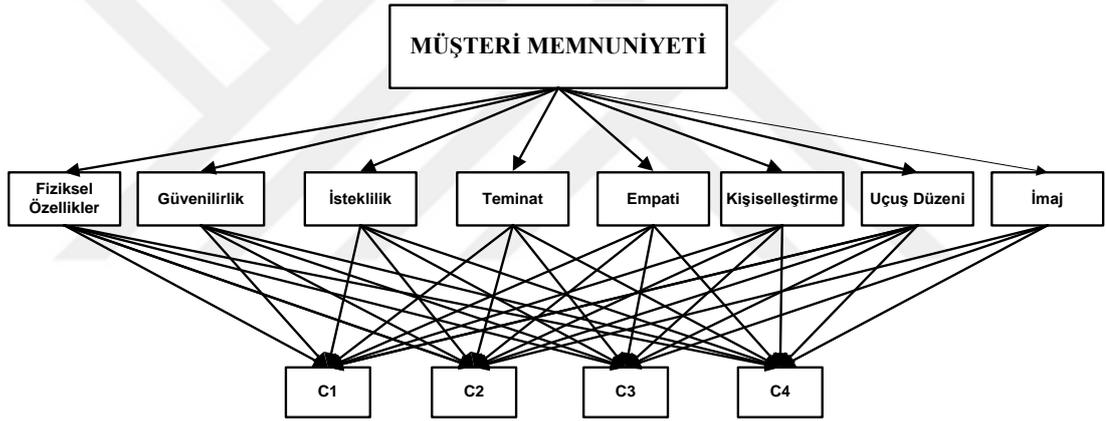 MÜŞTERİ MEMNUNİYETİ
Fiziksel
Özellikler
Güvenilirlik
İsteklilik
Teminat
Empati
Kişiselleştirme
Uçuş Düzeni
İmaj
C1
C2
C3
C4